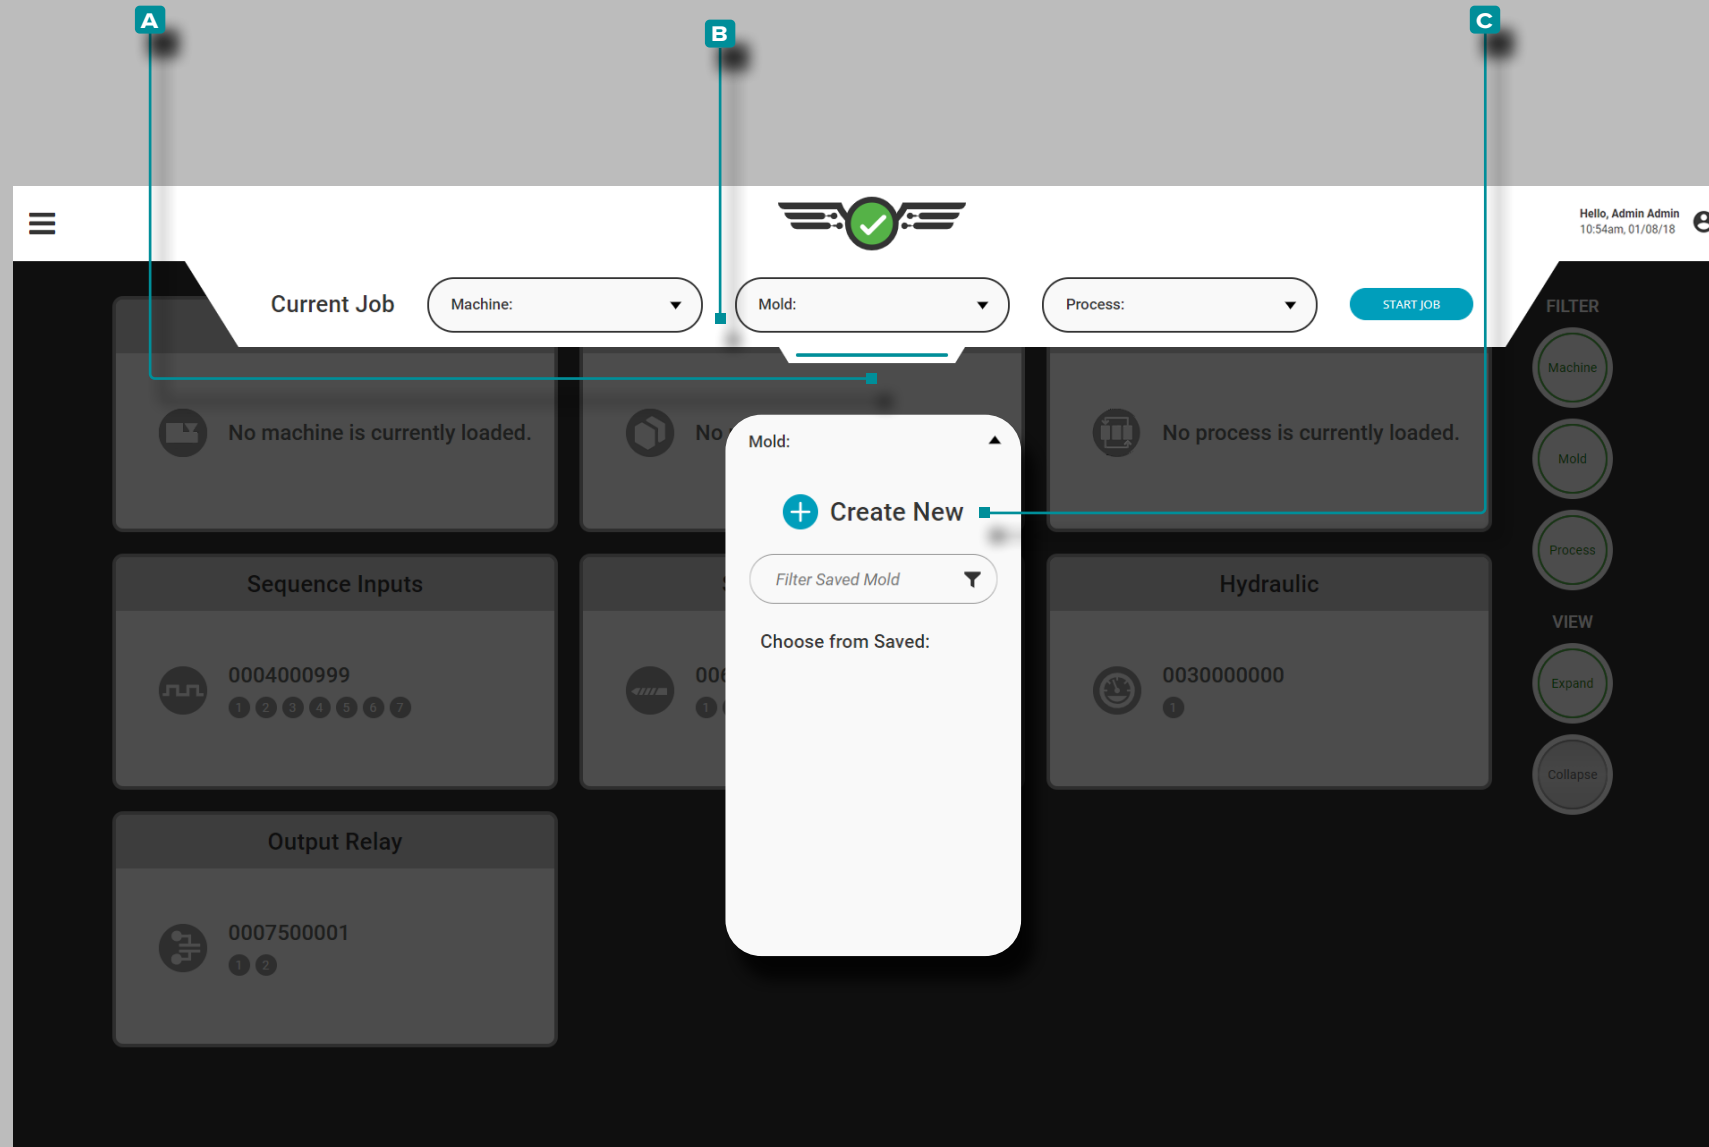 A
B
C
Hello, Admin Admin
10:54am, 01/08/18
Current Job
Machine:
Mold:
Process:
START JOB
FILTER
Machine
Mold
Process
VIEW
Expand
Collapse
No machine is currently loaded.
No
No process is currently loaded.
Mold:
Create New
Filter Saved Mold
Choose from Saved:
Sequence Inputs
0004000999
1 2 3 4 5 6 7
006
1
Hydraulic
0030000000
1
Output Relay
0007500001
1 2